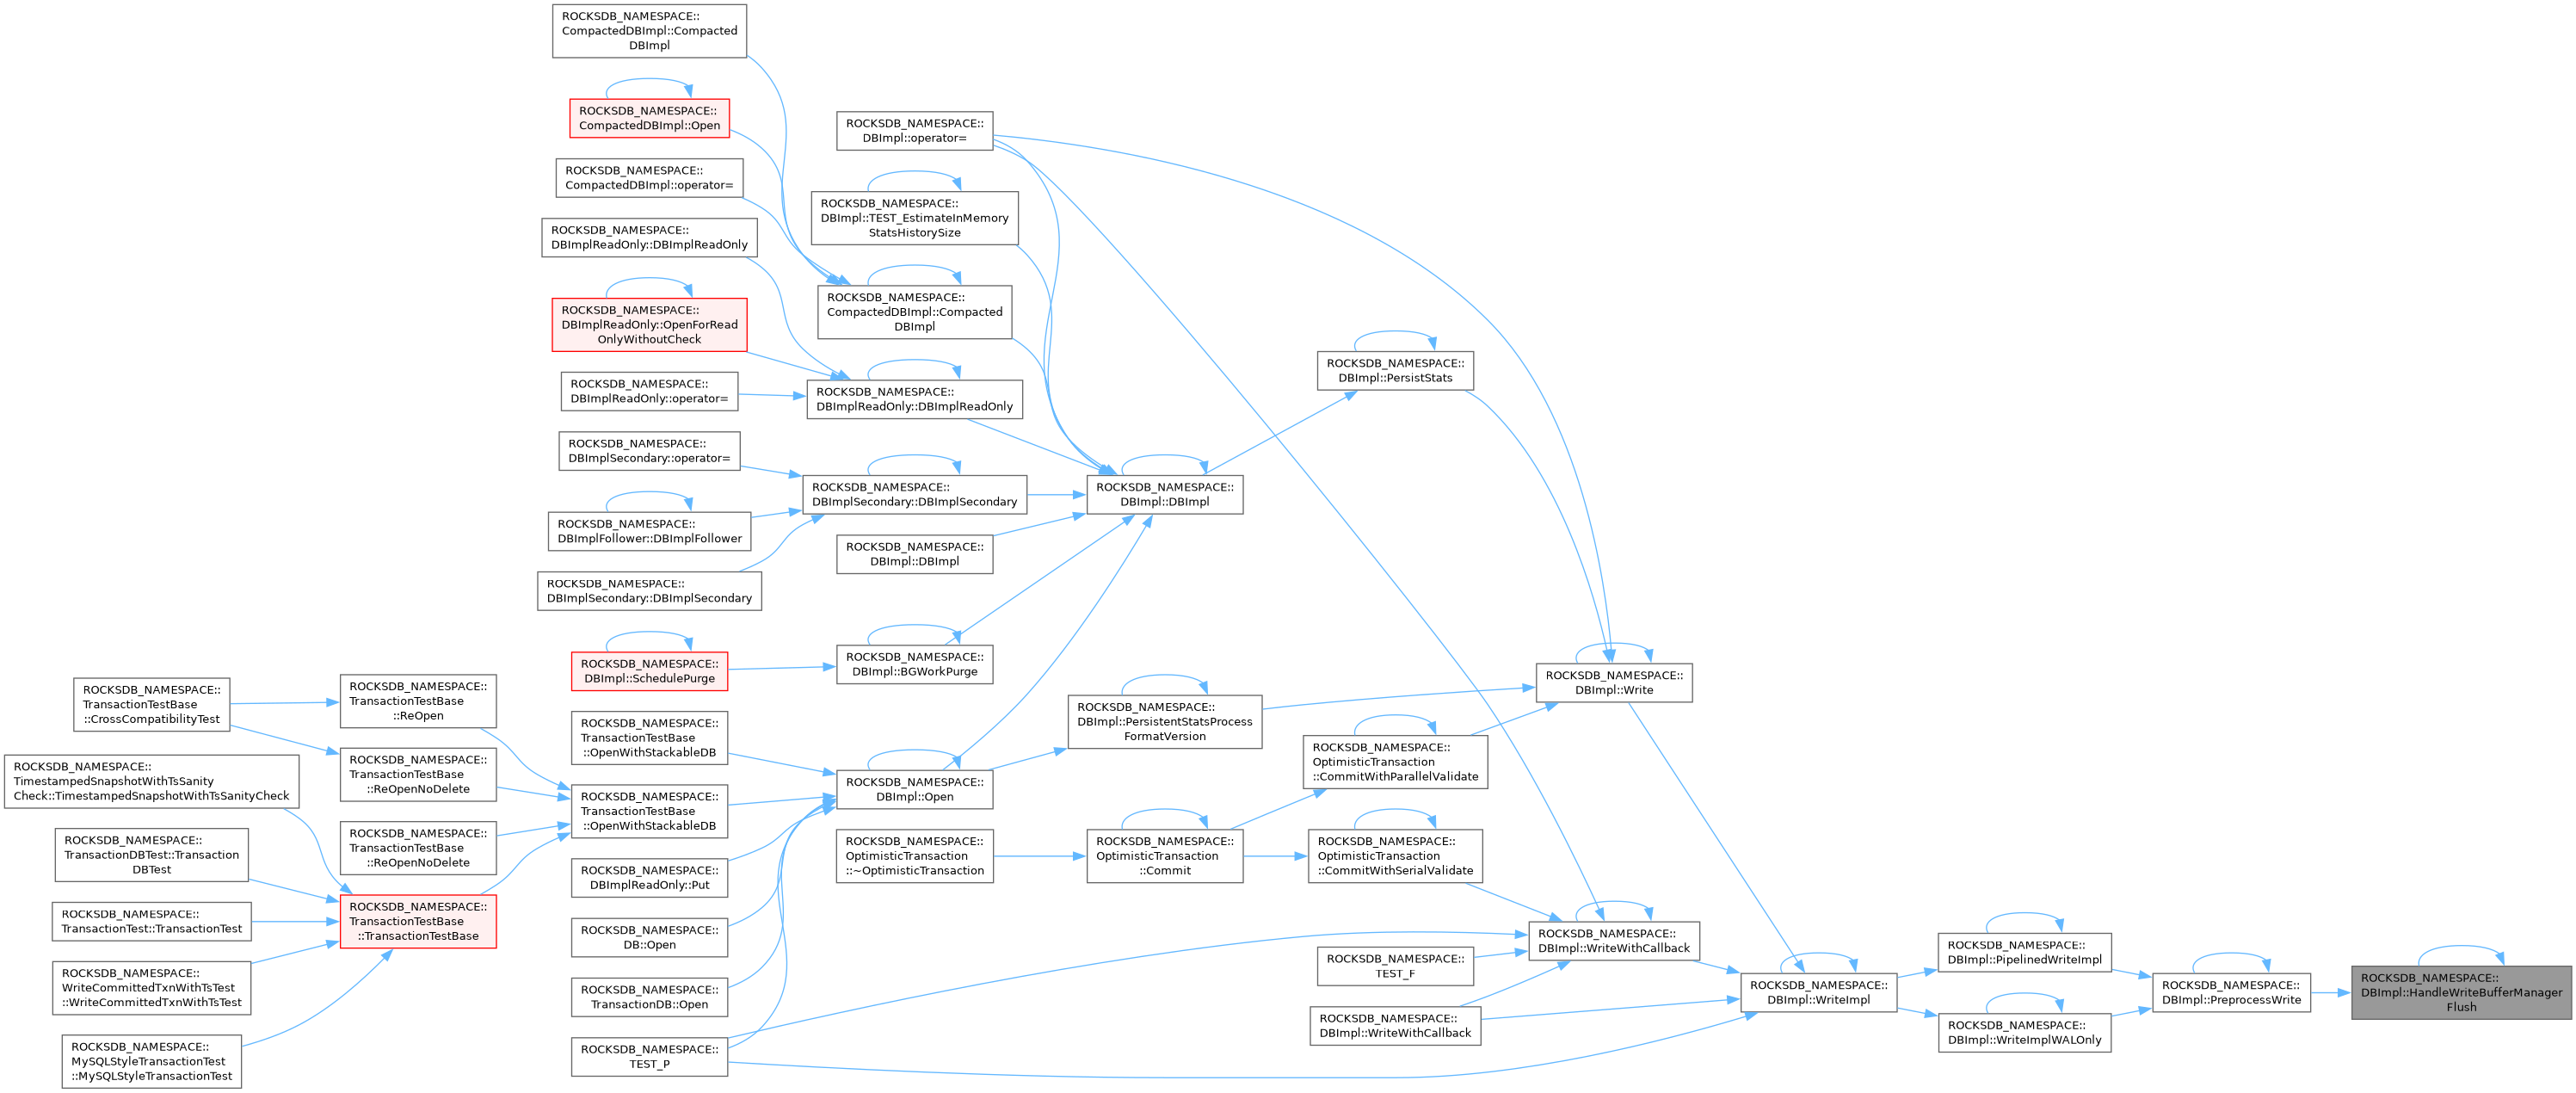 ROCKSDB_NAMESPACE::
CompactedDBImpl::Compacted
DBImpl
ROCKSDB_NAMESPACE::
CompactedDBImpl::Open
ROCKSDB_NAMESPACE::
CompactedDBImpl::operator=
ROCKSDB_NAMESPACE::
DBImplReadOnly::DBImplReadOnly
ROCKSDB_NAMESPACE::
DBImplReadOnly::OpenForRead
OnlyWithoutCheck
ROCKSDB_NAMESPACE::
DBImplReadOnly::operator=
ROCKSDB_NAMESPACE::
DBImplSecondary::operator=
ROCKSDB_NAMESPACE::
DBImplFollower::DBImplFollower
ROCKSDB_NAMESPACE::
DBImplSecondary::DBImplSecondary
ROCKSDB_NAMESPACE::
DBImpl::SchedulePurge
ROCKSDB_NAMESPACE::
TransactionTestBase
::OpenWithStackableDB
ROCKSDB_NAMESPACE::
TransactionTestBase
::OpenWithStackableDB
ROCKSDB_NAMESPACE::
DBImplReadOnly::Put
ROCKSDB_NAMESPACE::
DB::Open
ROCKSDB_NAMESPACE::
TransactionDB::Open
ROCKSDB_NAMESPACE::
TEST_P
ROCKSDB_NAMESPACE::
TransactionTestBase
::CrossCompatibilityTest
ROCKSDB_NAMESPACE::
TimestampedSnapshotWithTsSanity
Check::TimestampedSnapshotWithTsSanityCheck
ROCKSDB_NAMESPACE::
TransactionDBTest::Transaction
DBTest
ROCKSDB_NAMESPACE::
TransactionTest::TransactionTest
ROCKSDB_NAMESPACE::
WriteCommittedTxnWithTsTest
::WriteCommittedTxnWithTsTest
ROCKSDB_NAMESPACE::
MySQLStyleTransactionTest
::MySQLStyleTransactionTest
ROCKSDB_NAMESPACE::
TransactionTestBase
::ReOpen
ROCKSDB_NAMESPACE::
TransactionTestBase
::ReOpenNoDelete
ROCKSDB_NAMESPACE::
TransactionTestBase
::ReOpenNoDelete
ROCKSDB_NAMESPACE::
TransactionTestBase
::TransactionTestBase
ROCKSDB_NAMESPACE::
DBImpl::operator=
ROCKSDB_NAMESPACE::
DBImpl::TEST_EstimateInMemory
StatsHistorySize
ROCKSDB_NAMESPACE::
CompactedDBImpl::Compacted
DBImpl
ROCKSDB_NAMESPACE::
DBImplReadOnly::DBImplReadOnly
ROCKSDB_NAMESPACE::
DBImplSecondary::DBImplSecondary
ROCKSDB_NAMESPACE::
DBImpl::DBImpl
ROCKSDB_NAMESPACE::
DBImpl::BGWorkPurge
ROCKSDB_NAMESPACE::
DBImpl::Open
ROCKSDB_NAMESPACE::
OptimisticTransaction
::~OptimisticTransaction
ROCKSDB_NAMESPACE::
DBImpl::DBImpl
ROCKSDB_NAMESPACE::
DBImpl::PersistentStatsProcess
FormatVersion
ROCKSDB_NAMESPACE::
OptimisticTransaction
::Commit
ROCKSDB_NAMESPACE::
DBImpl::PersistStats
ROCKSDB_NAMESPACE::
OptimisticTransaction
::CommitWithParallelValidate
ROCKSDB_NAMESPACE::
OptimisticTransaction
::CommitWithSerialValidate
ROCKSDB_NAMESPACE::
TEST_F
ROCKSDB_NAMESPACE::
DBImpl::WriteWithCallback
ROCKSDB_NAMESPACE::
DBImpl::Write
ROCKSDB_NAMESPACE::
DBImpl::WriteWithCallback
ROCKSDB_NAMESPACE::
DBImpl::WriteImpl
ROCKSDB_NAMESPACE::
DBImpl::PipelinedWriteImpl
ROCKSDB_NAMESPACE::
DBImpl::WriteImplWALOnly
ROCKSDB_NAMESPACE::
DBImpl::PreprocessWrite
ROCKSDB_NAMESPACE::
DBImpl::HandleWriteBufferManager
Flush